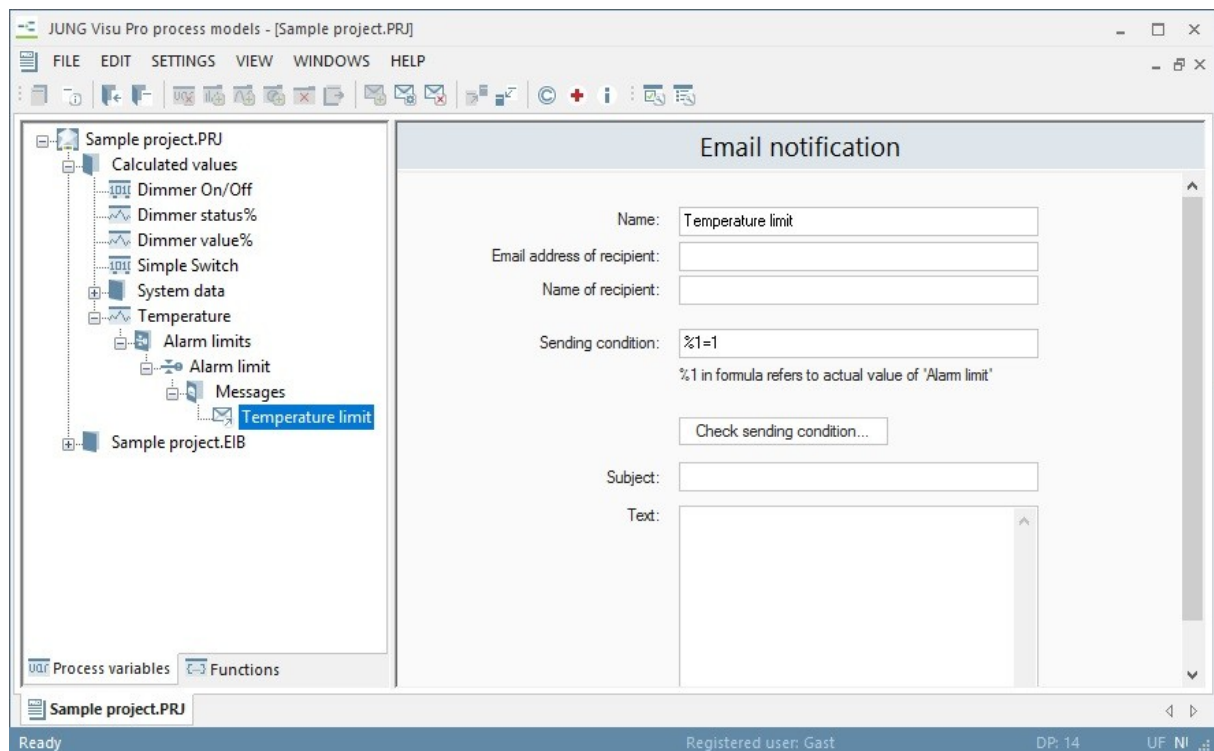 JUNG Visu Pro process models - [Sample project.PRJ]
FILE EDIT SETTINGS VIEW WINDOWS HELP
Sample project.PRJ
Calculated values
Dimmer On/Off
Dimmer status%
Dimmer value%
Simple Switch
System data
Temperature
Alarm limits
Alarm limit
Messages
Temperature limit
Sample project.EIB
Process variables
Functions
Email notification
Name: Temperature limit
Email address of recipient:
Name of recipient:
Sending condition: %1=1
%1 in formula refers to actual value of 'Alarm limit'
Check sending condition...
Subject:
Text:
Sample project.PRJ
Ready Registered user: Gast DP: 14 UF